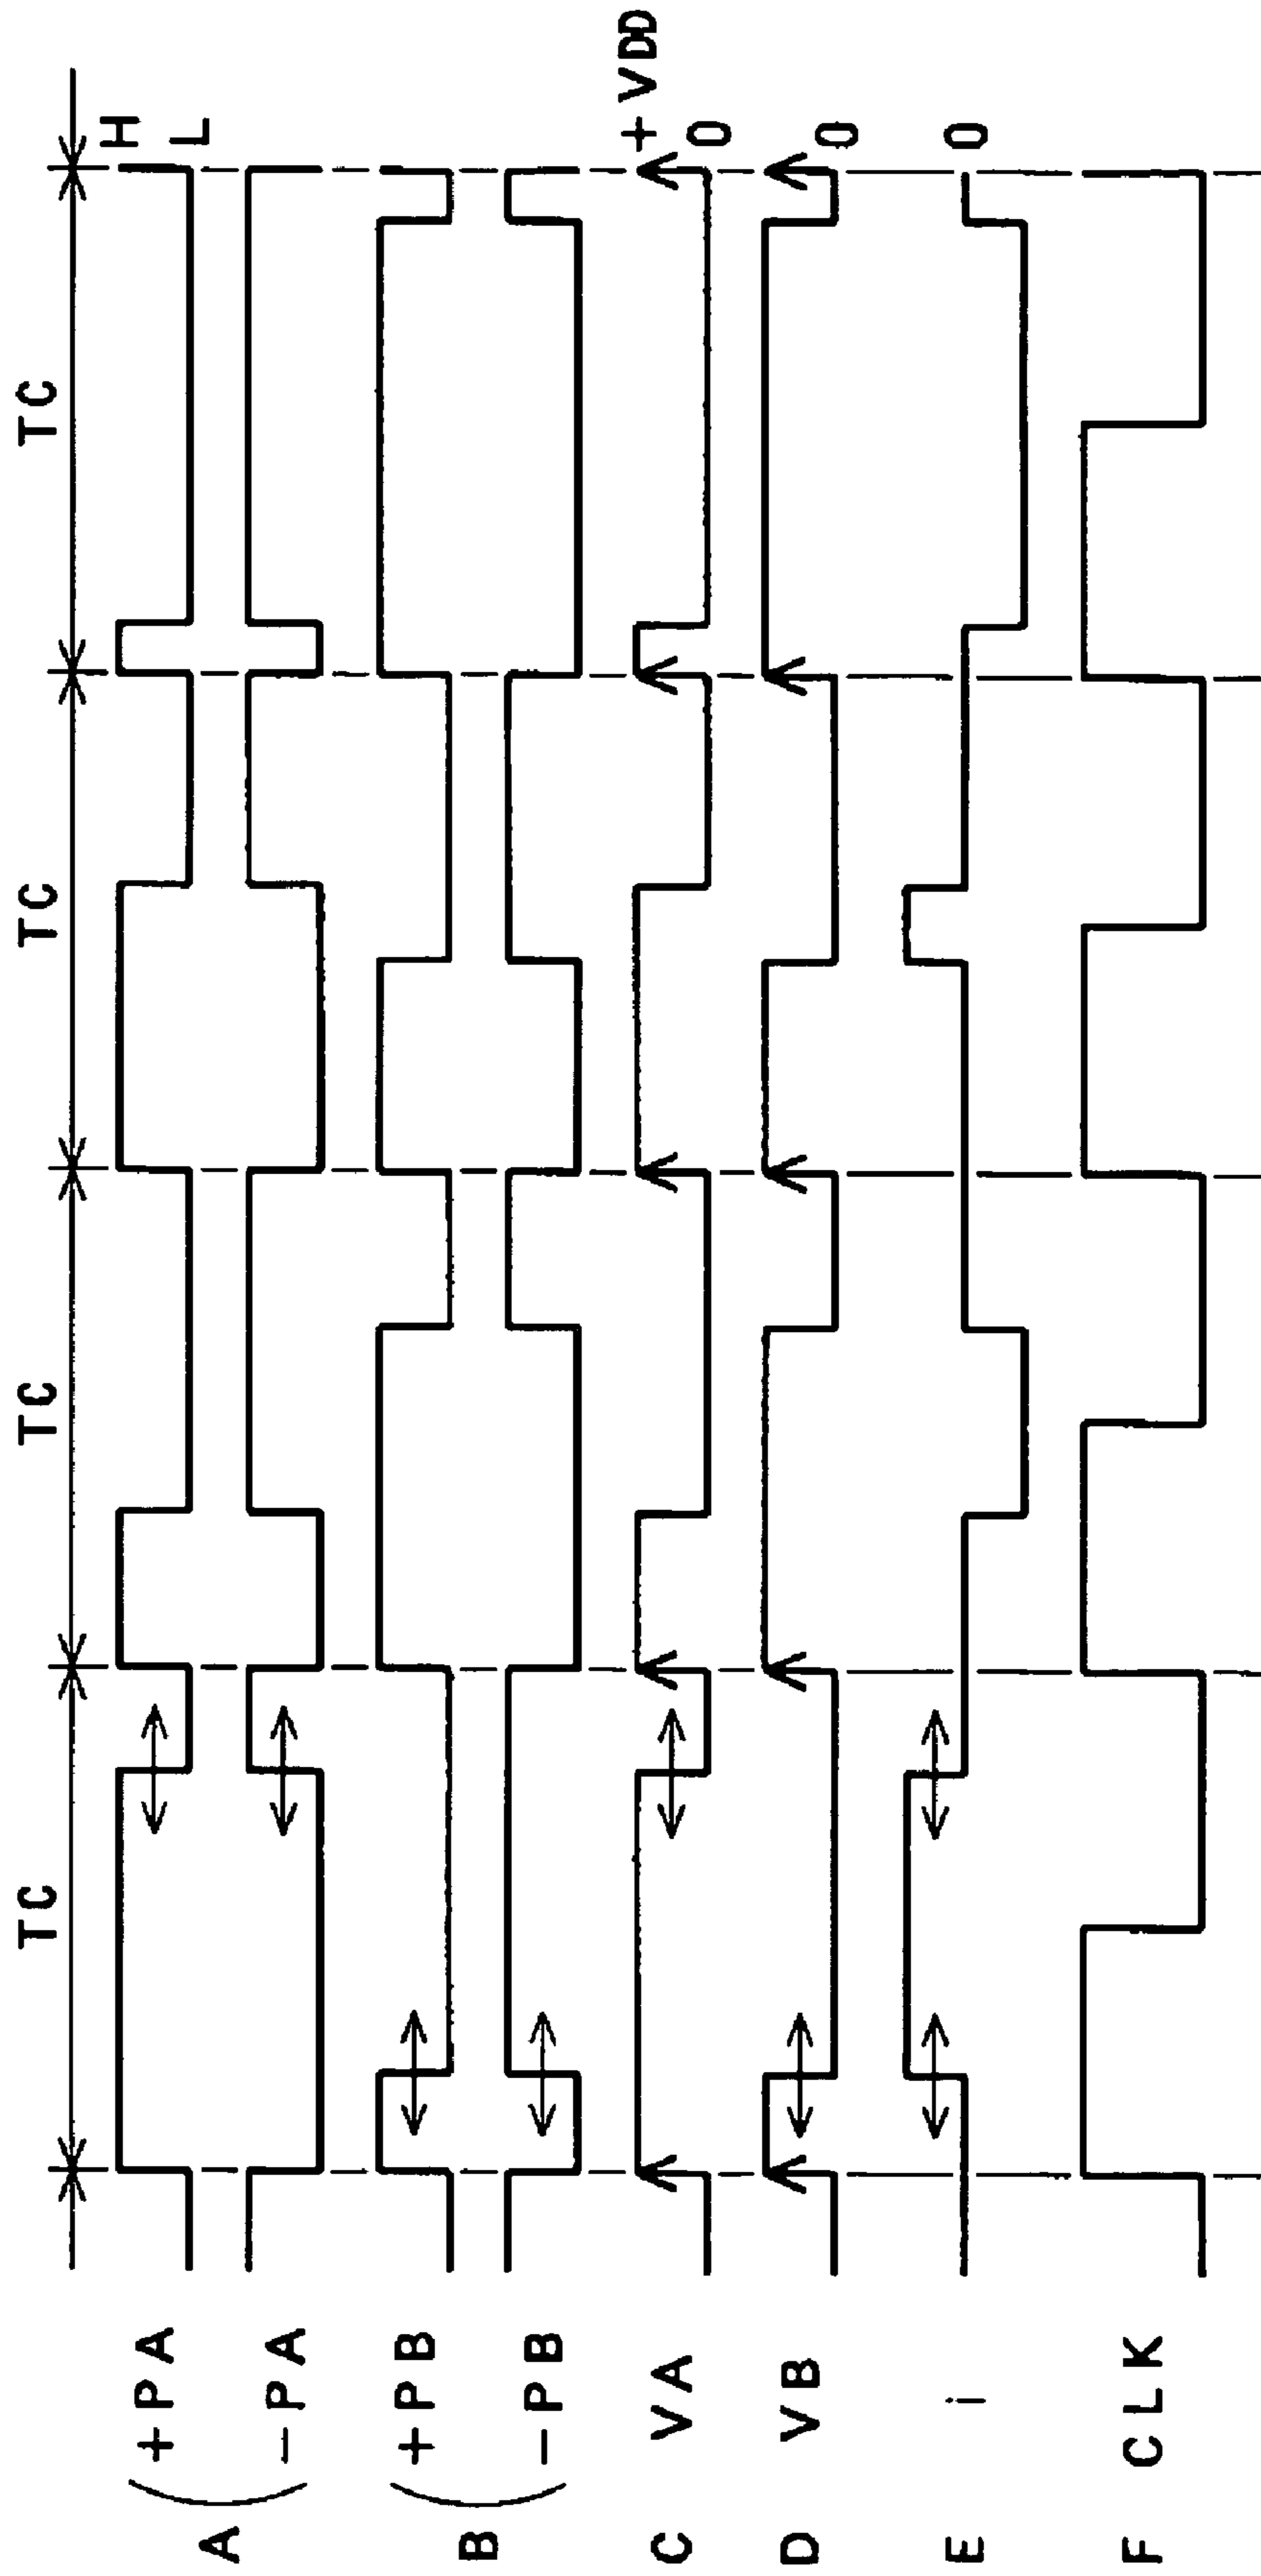 TC TC TC TC
A ( +PA H
L
-PA
B ( +PB
-PB
C VA +VDD
0
D VB 0
E i 0
F CLK